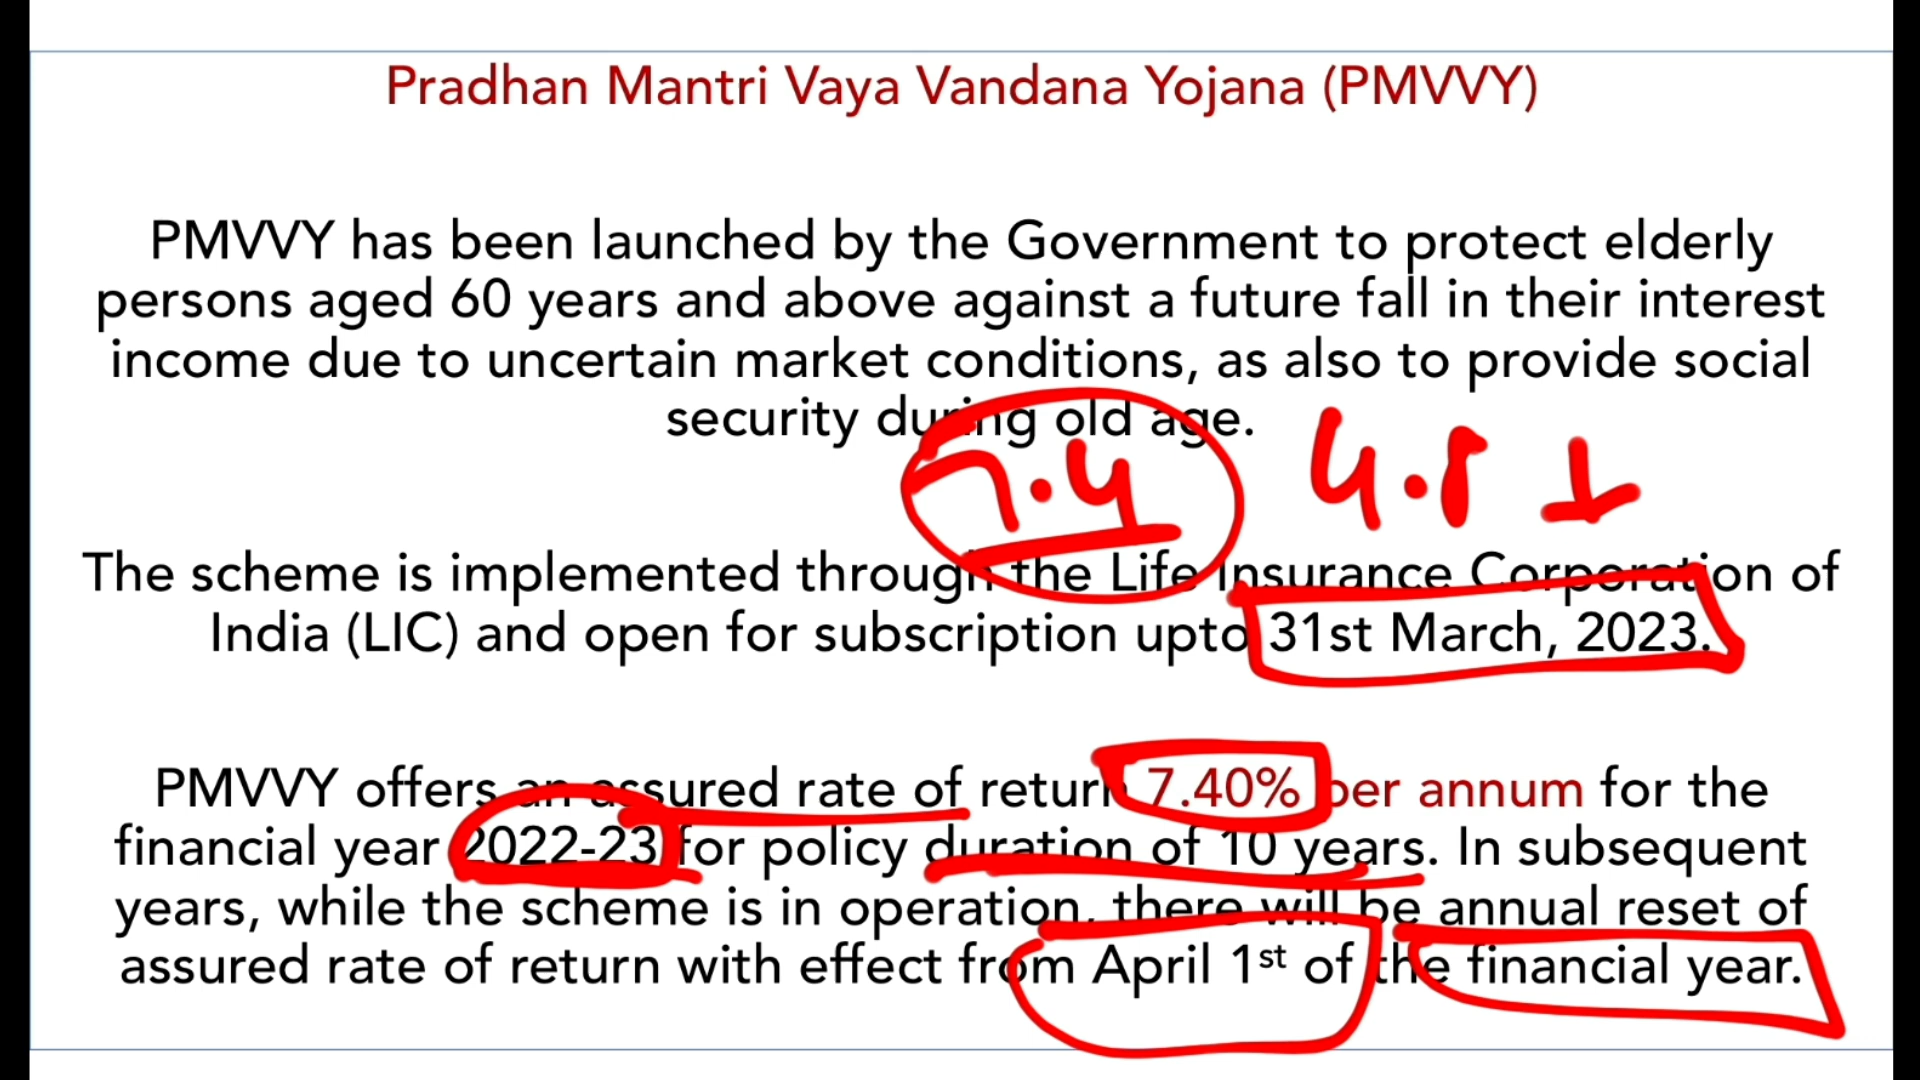 Pradhan Mantri Vaya Vandana Yojana (PMVVY)
PMVVY has been launched by the Government to protect elderly
persons aged 60 years and above against a future fall in their interest
income due to uncertain market conditions, as also to provide social
security during old age.
7.4
The scheme is implemented through the Life Insurance Corporation of
India (LIC) and open for subscription upto 31st March, 2023.
PMVVY offers an assured rate of return 7.40% per annum for the
financial year 2022-23 for policy duration of 10 years. In subsequent
years, while the scheme is in operation, there will be annual reset of
assured rate of return with effect from April 1st of the financial year.